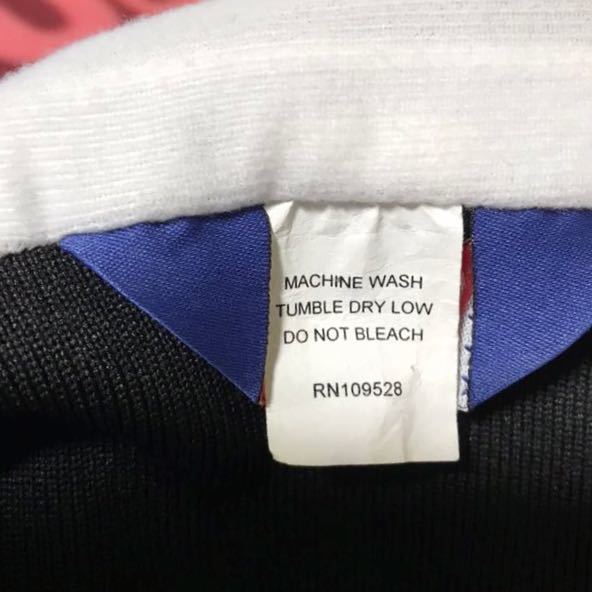 MACHINE WASH
TUMBLE DRY LOW
DO NOT BLEACH
RN109528